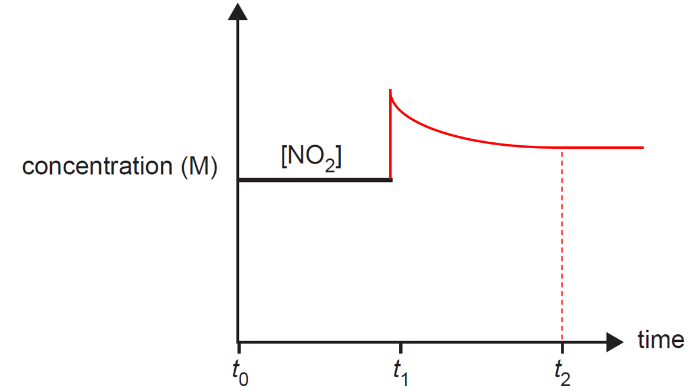 [NO₂]
concentration (M)
time
t₀
t₁
t₂